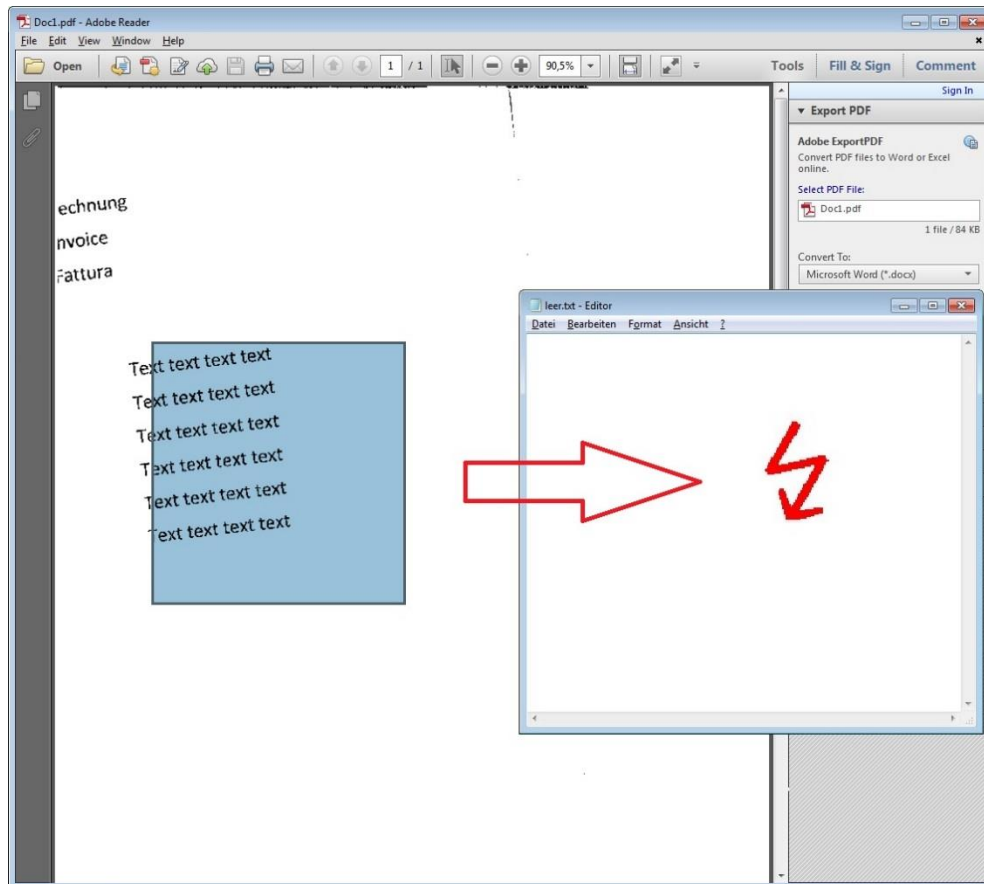 Doc1.pdf - Adobe Reader
File Edit View Window Help
Open 1 / 1 90,5% Tools Fill & Sign Comment
Sign In
Export PDF
Adobe ExportPDF
Convert PDF files to Word or Excel
online.
Select PDF File:
Doc1.pdf
1 file / 84 KB
Convert To:
Microsoft Word (*.docx)
echnung
nvoice
Fattura
Text text text text
Text text text text
Text text text text
Text text text text
Text text text text
Text text text text
leer.txt - Editor
Datei Bearbeiten Format Ansicht ?